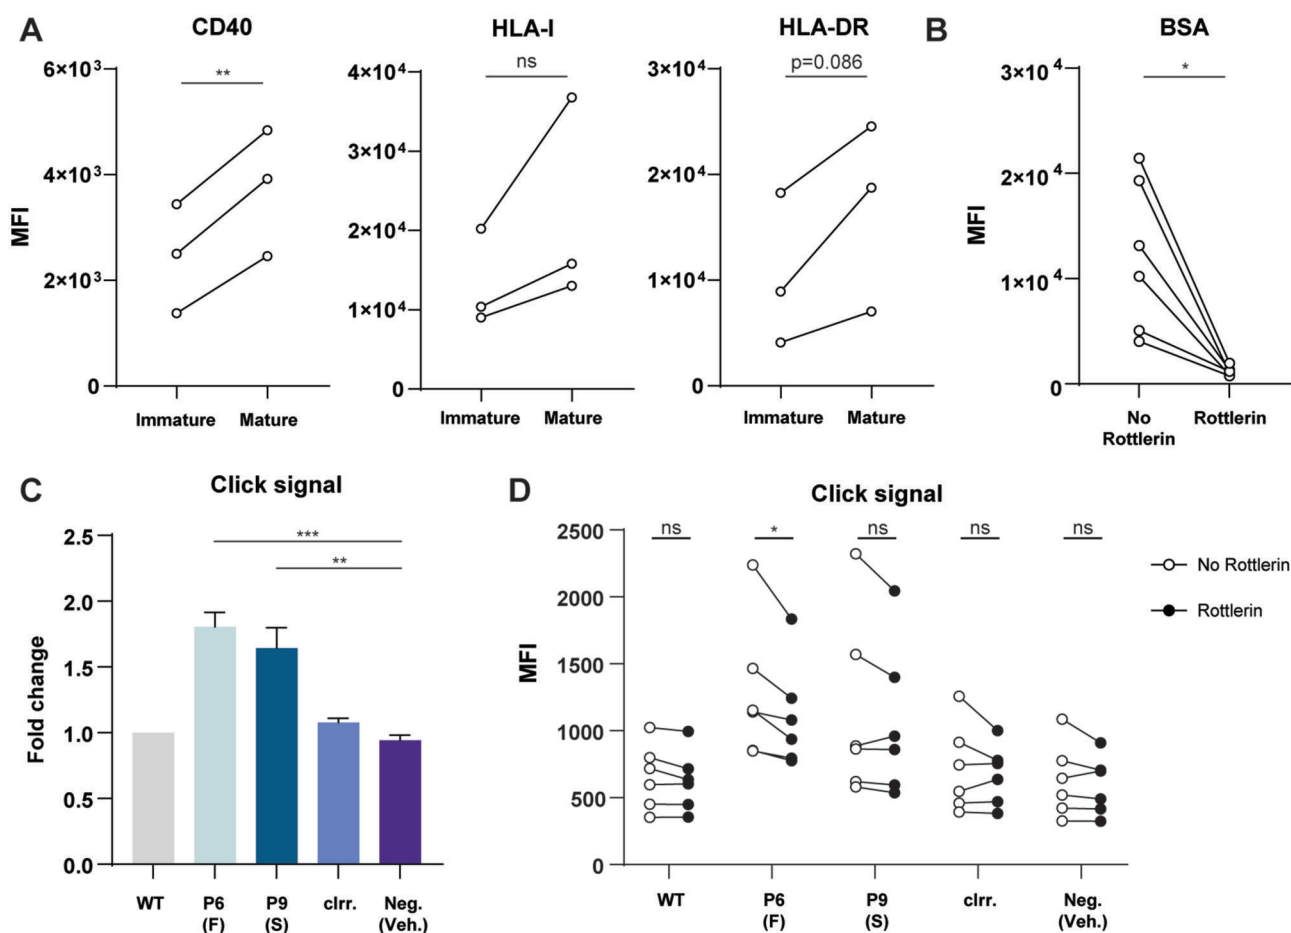 A
CD40
HLA-I
HLA-DR
B
BSA
MFI
6×10³
4×10³
2×10³
0
**
Immature
Mature
4×10⁴
3×10⁴
2×10⁴
1×10⁴
0
ns
Immature
Mature
3×10⁴
2×10⁴
1×10⁴
0
p=0.086
Immature
Mature
MFI
3×10⁴
2×10⁴
1×10⁴
0
*
No
Rottlerin
Rottlerin
C
Click signal
Fold change
2.5
2.0
1.5
1.0
0.5
0.0
***
**
WT
P6
(F)
P9
(S)
cIrr.
Neg.
(Veh.)
D
Click signal
MFI
2500
2000
1500
1000
500
0
ns
*
ns
ns
ns
WT
P6
(F)
P9
(S)
cIrr.
Neg.
(Veh.)
No Rottlerin
Rottlerin